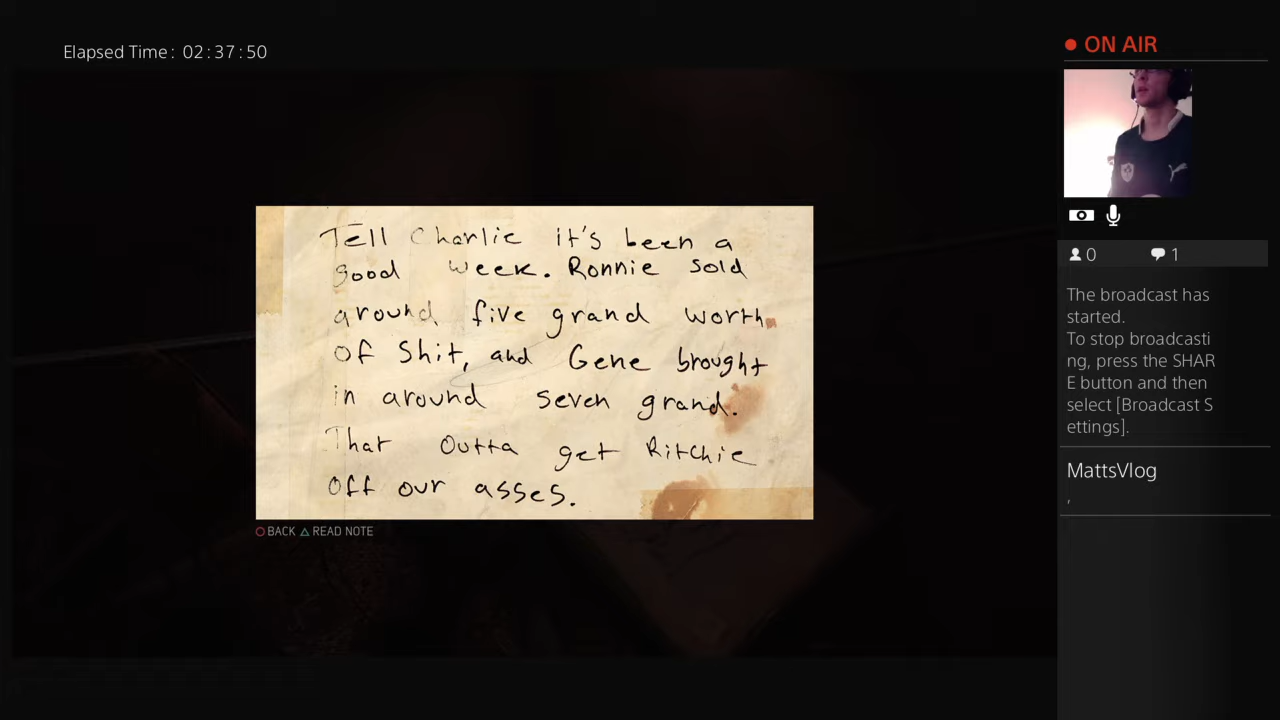 Elapsed Time: 02:37:50
ON AIR
Tell Charlie it's been a
good week. Ronnie sold
around five grand worth
of Shit, and Gene brought
in around seven grand.
That Outta get Ritchie
Off our asses.
BACK READ NOTE
0 1
The broadcast has
started.
To stop broadcasti
ng, press the SHAR
E button and then
select [Broadcast S
ettings].
MattsVlog
,